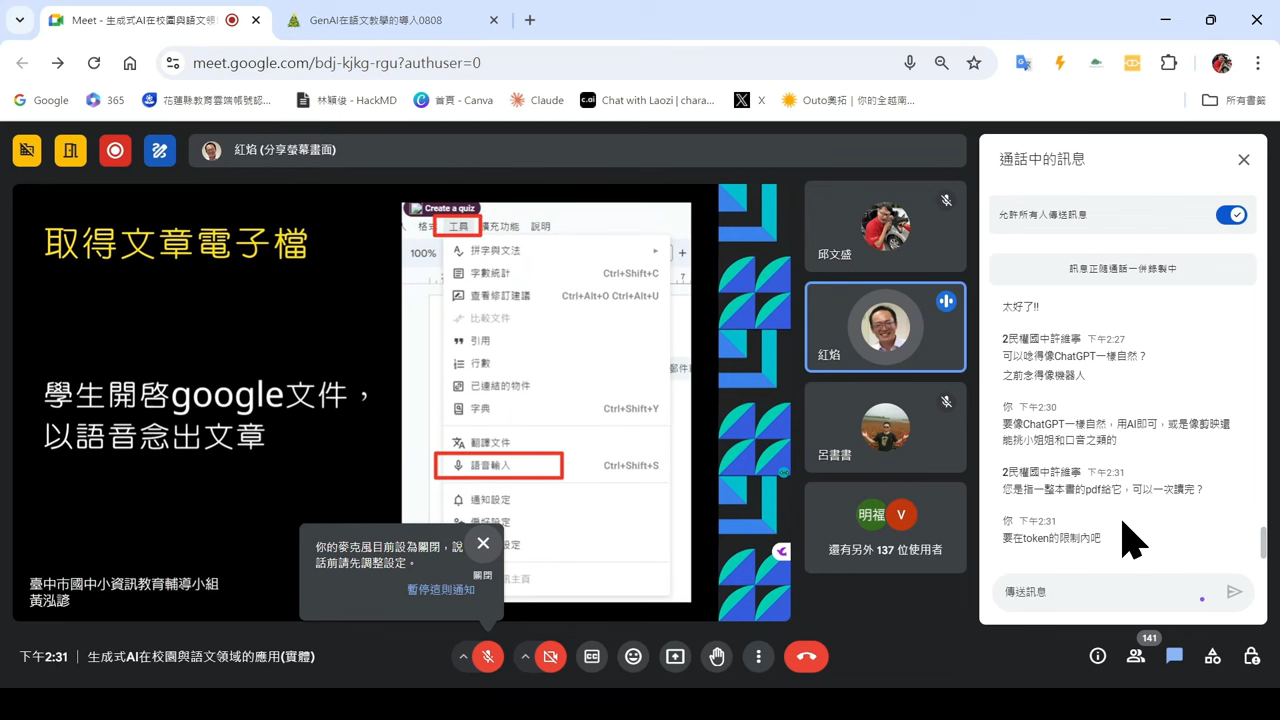 Meet - 生成式AI在校園與語文領
GenAI在語文教學的導入0808
meet.google.com/bdj-kjkg-rgu?authuser=0
Google
365
花蓮縣教育雲端帳號認...
林穎俊 - HackMD
首頁 - Canva
Claude
c.ai
Chat with Laozi | chara...
X
Outo奧拓 | 你的全越南...
所有書籤
紅焰 (分享螢幕畫面)
取得文章電子檔
學生開啓google文件，
以語音念出文章
臺中市國中小資訊教育輔導小組
黃泓諺
Create a quiz
格式
工具
擴充功能
說明
100%
拼字與文法
字數統計 Ctrl+Shift+C
查看修訂建議 Ctrl+Alt+O Ctrl+Alt+U
比較文件
引用
行數
已連結的物件
字典 Ctrl+Shift+Y
翻譯文件
語音輸入 Ctrl+Shift+S
通知設定
偏好設定
你的麥克風目前設為關閉，說
話前請先調整設定。
關閉
暫停這則通知
邱文盛
紅焰
呂書書
明福
V
還有另外 137 位使用者
通話中的訊息
允許所有人傳送訊息
訊息正隨通話一併錄製中
太好了!!
2民權國中許維寧 下午2:27
可以唸得像ChatGPT一樣自然？
之前念得像機器人
你 下午2:30
要像ChatGPT一樣自然，用AI即可，或是像剪映還
能挑小姐姐和口音之類的
2民權國中許維寧 下午2:31
您是指一整本書的pdf給它，可以一次讀完？
你 下午2:31
要在token的限制內吧
傳送訊息
下午2:31 | 生成式AI在校園與語文領域的應用(實體)
141